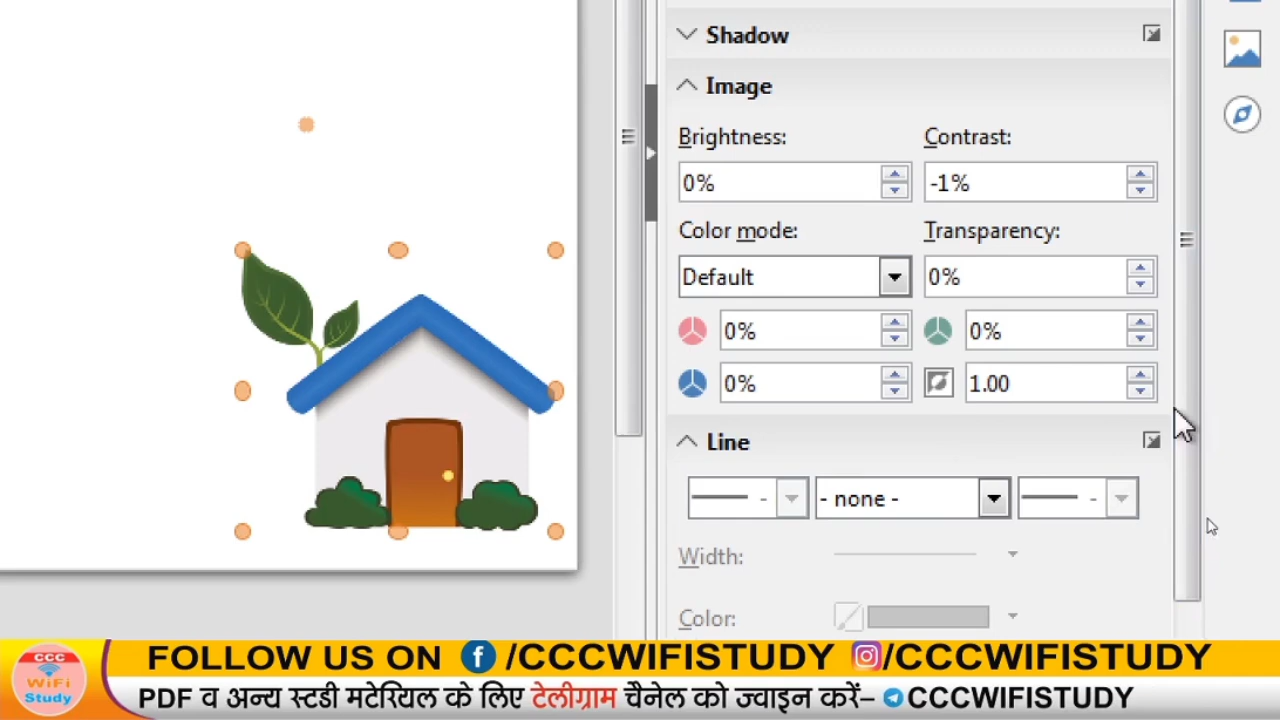 Shadow
Image
Brightness:
Contrast:
0%
-1%
Color mode:
Transparency:
Default
0%
0%
0%
0%
1.00
Line
-
- none -
-
Width:
Color:
CCC
WiFi
Study
FOLLOW US ON /CCCWIFISTUDY /CCCWIFISTUDY
PDF व अन्य स्टडी मटेरियल के लिए टेलीग्राम चैनेल को ज्वाइन करें– CCCWIFISTUDY